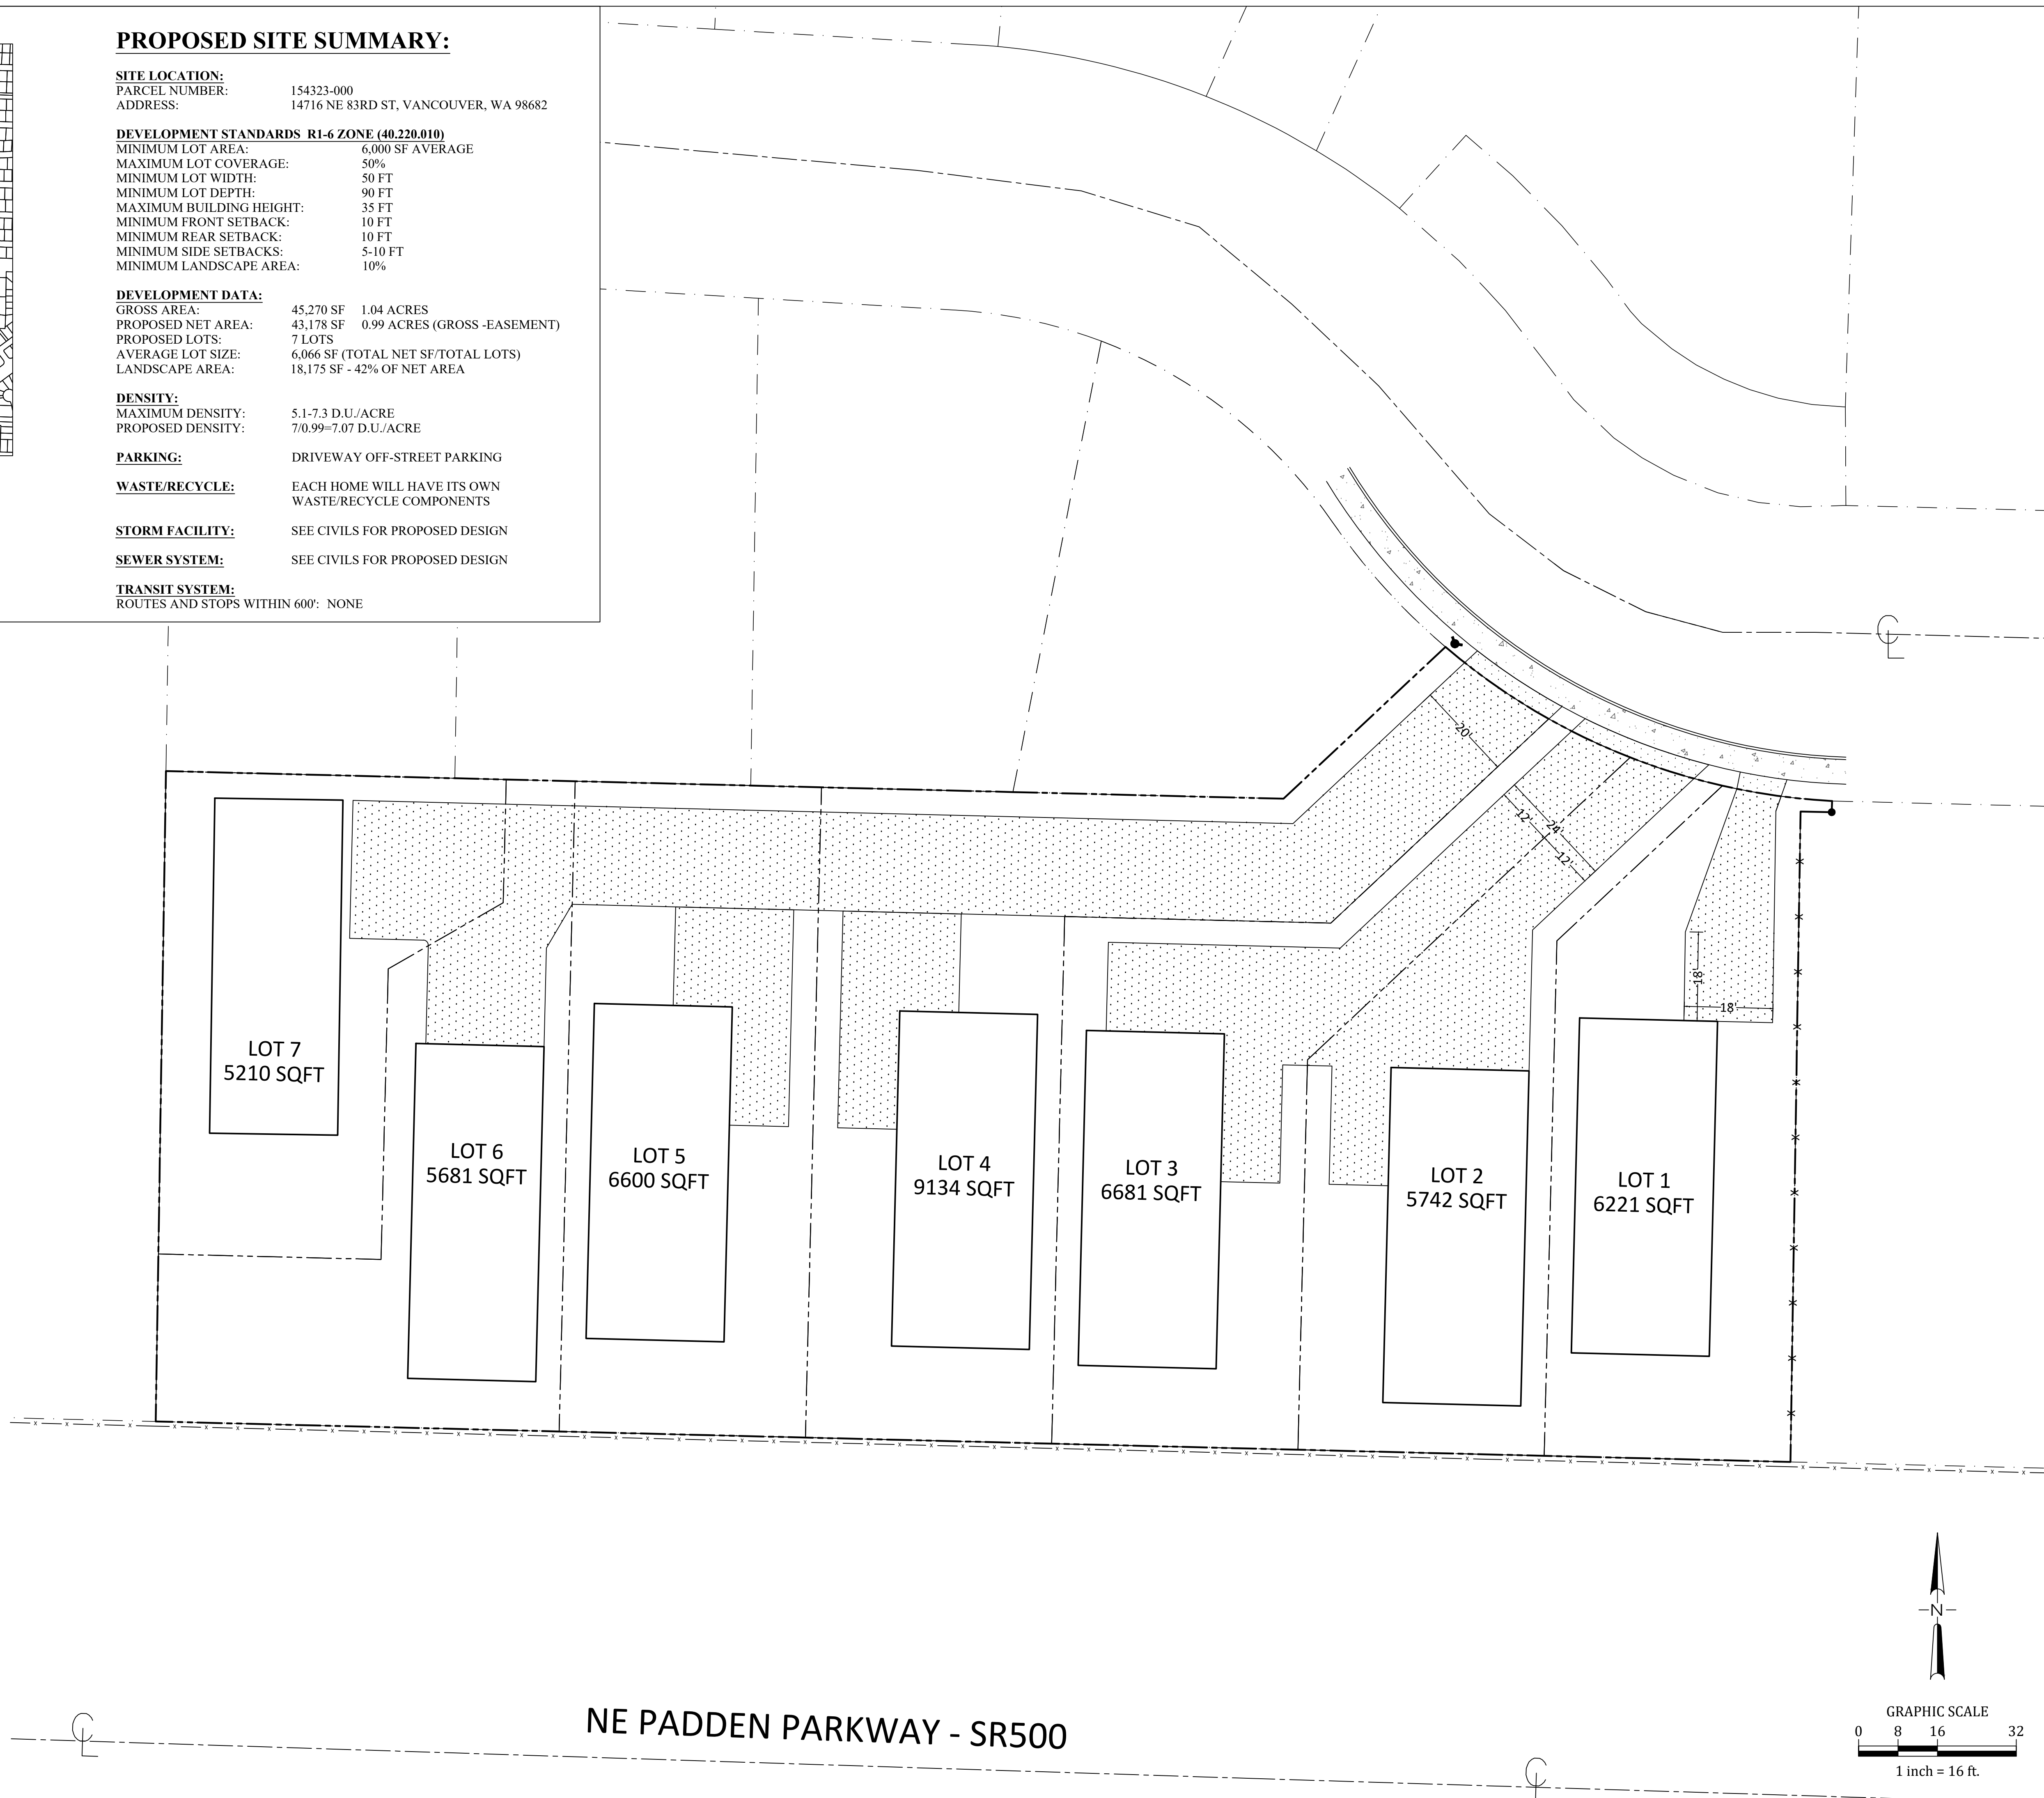 PROPOSED SITE SUMMARY:
SITE LOCATION:
PARCEL NUMBER: 154323-000
ADDRESS: 14716 NE 83RD ST, VANCOUVER, WA 98682
DEVELOPMENT STANDARDS R1-6 ZONE (40.220.010)
MINIMUM LOT AREA: 6,000 SF AVERAGE
MAXIMUM LOT COVERAGE: 50%
MINIMUM LOT WIDTH: 50 FT
MINIMUM LOT DEPTH: 90 FT
MAXIMUM BUILDING HEIGHT: 35 FT
MINIMUM FRONT SETBACK: 10 FT
MINIMUM REAR SETBACK: 10 FT
MINIMUM SIDE SETBACKS: 5-10 FT
MINIMUM LANDSCAPE AREA: 10%
DEVELOPMENT DATA:
GROSS AREA: 45,270 SF 1.04 ACRES
PROPOSED NET AREA: 43,178 SF 0.99 ACRES (GROSS -EASEMENT)
PROPOSED LOTS: 7 LOTS
AVERAGE LOT SIZE: 6,066 SF (TOTAL NET SF/TOTAL LOTS)
LANDSCAPE AREA: 18,175 SF - 42% OF NET AREA
DENSITY:
MAXIMUM DENSITY: 5.1-7.3 D.U./ACRE
PROPOSED DENSITY: 7/0.99=7.07 D.U./ACRE
PARKING: DRIVEWAY OFF-STREET PARKING
WASTE/RECYCLE: EACH HOME WILL HAVE ITS OWN
WASTE/RECYCLE COMPONENTS
STORM FACILITY: SEE CIVILS FOR PROPOSED DESIGN
SEWER SYSTEM: SEE CIVILS FOR PROPOSED DESIGN
TRANSIT SYSTEM:
ROUTES AND STOPS WITHIN 600': NONE
℄
20'
12'
24'
12'
18'
18'
LOT 7
5210 SQFT
LOT 6
5681 SQFT
LOT 5
6600 SQFT
LOT 4
9134 SQFT
LOT 3
6681 SQFT
LOT 2
5742 SQFT
LOT 1
6221 SQFT
N
NE PADDEN PARKWAY - SR500
℄
℄
GRAPHIC SCALE
0 8 16 32
1 inch = 16 ft.